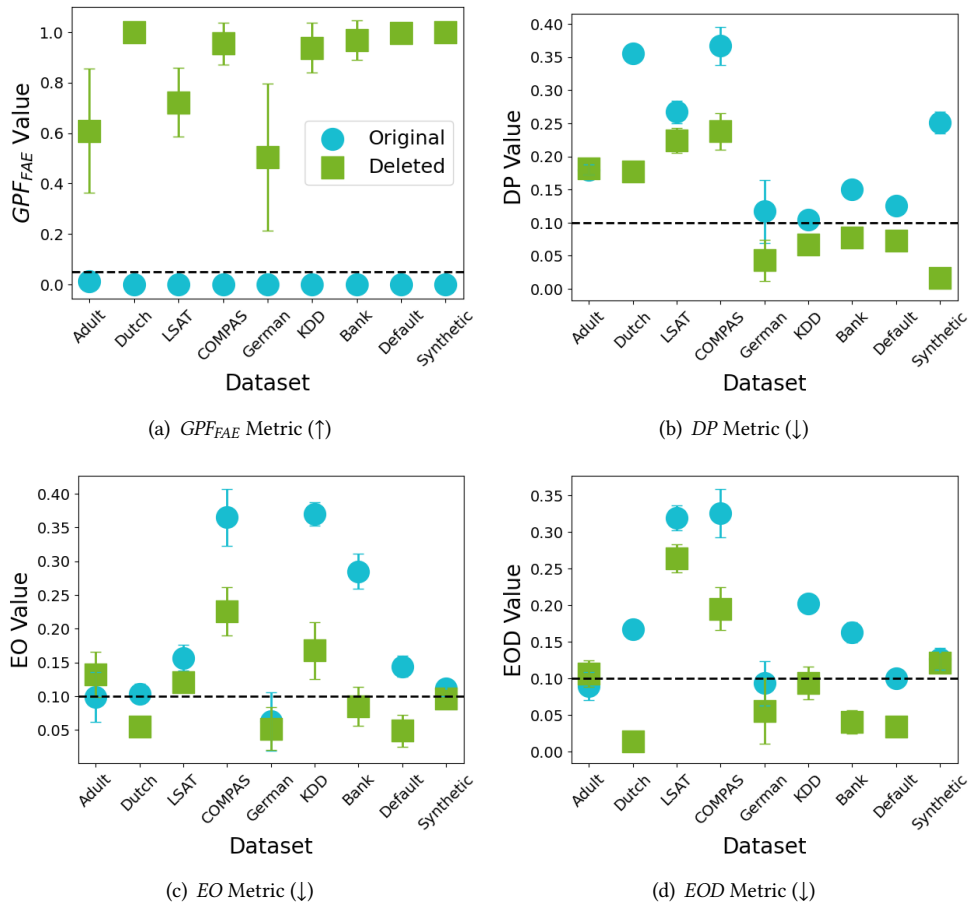 GPF_FAE Value
1.0
0.8
0.6
0.4
0.2
0.0
Original
Deleted
Adult
Dutch
LSAT
COMPAS
German
KDD
Bank
Default
Synthetic
Dataset
(a) GPF_FAE Metric (↑)
DP Value
0.40
0.35
0.30
0.25
0.20
0.15
0.10
0.05
0.00
Adult
Dutch
LSAT
COMPAS
German
KDD
Bank
Default
Synthetic
Dataset
(b) DP Metric (↓)
EO Value
0.40
0.35
0.30
0.25
0.20
0.15
0.10
0.05
Adult
Dutch
LSAT
COMPAS
German
KDD
Bank
Default
Synthetic
Dataset
(c) EO Metric (↓)
EOD Value
0.35
0.30
0.25
0.20
0.15
0.10
0.05
0.00
Adult
Dutch
LSAT
COMPAS
German
KDD
Bank
Default
Synthetic
Dataset
(d) EOD Metric (↓)